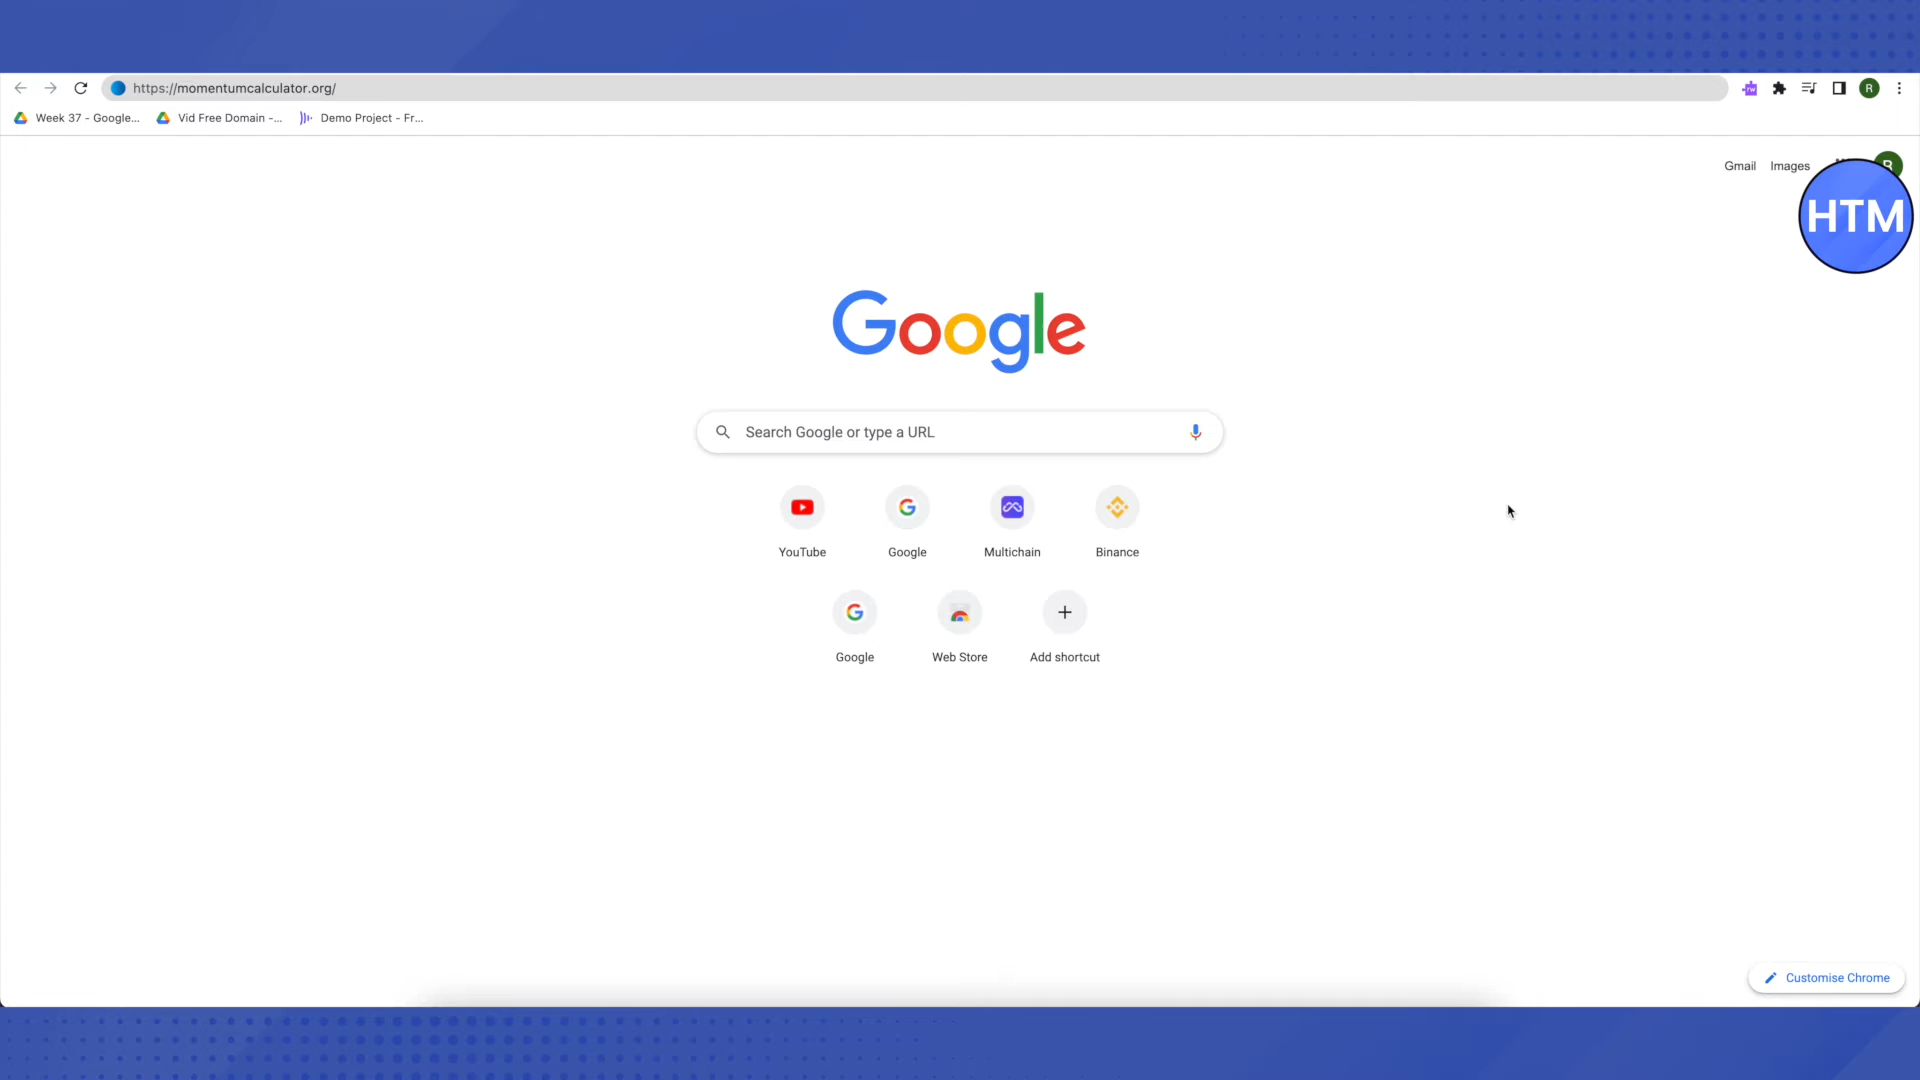 https://momentumcalculator.org/
rw
R
Week 37 - Google...
Vid Free Domain -...
Demo Project - Fr...
Gmail
Images
HTM
Google
Search Google or type a URL
YouTube
Google
Multichain
Binance
Google
Web Store
Add shortcut
Customise Chrome